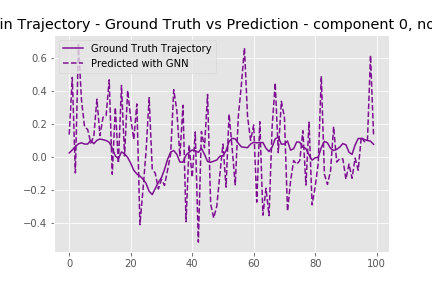 in Trajectory - Ground Truth vs Prediction - component 0, no
Ground Truth Trajectory
Predicted with GNN
0.6
0.4
0.2
0.0
−0.2
−0.4
0 20 40 60 80 100